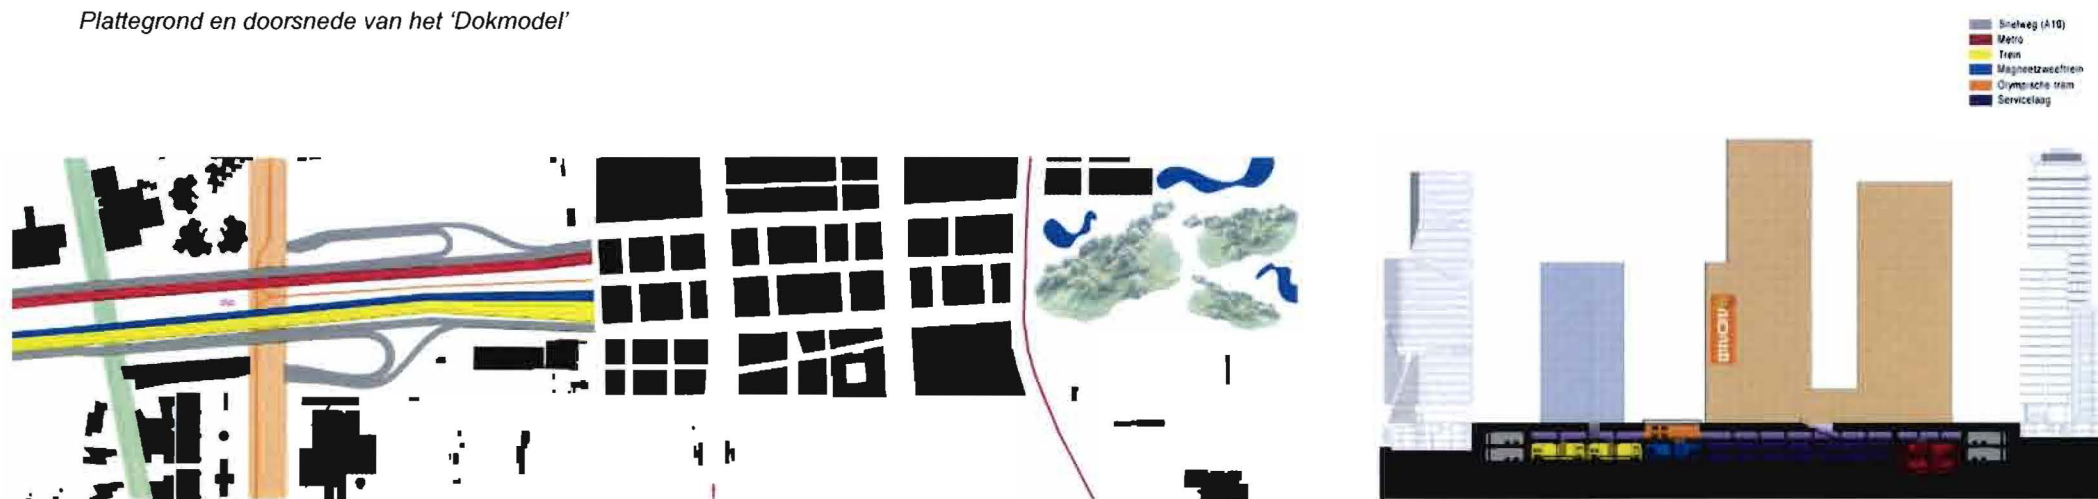 Plattegrond en doorsnede van het ‘Dokmodel’
Snelweg (A10)
Metro
Trein
Magneetzweeftrein
Olympische tram
Servicelaag